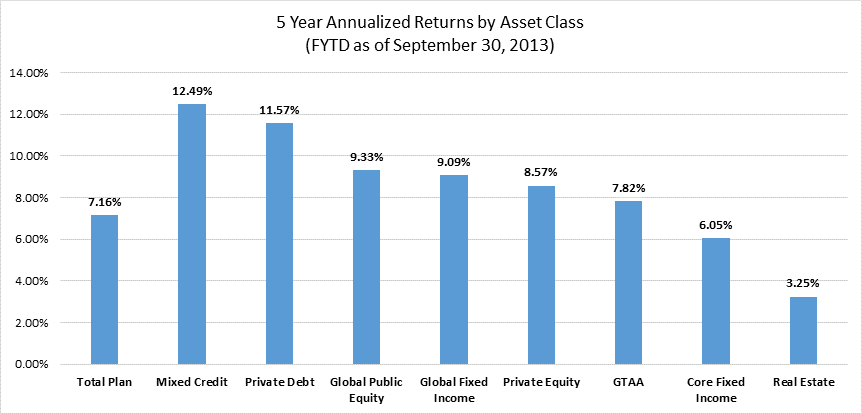 5 Year Annualized Returns by Asset Class
(FYTD as of September 30, 2013)
14.00%
12.00%
10.00%
8.00%
6.00%
4.00%
2.00%
0.00%
7.16%
12.49%
11.57%
9.33%
9.09%
8.57%
7.82%
6.05%
3.25%
Total Plan
Mixed Credit
Private Debt
Global Public
Equity
Global Fixed
Income
Private Equity
GTAA
Core Fixed
Income
Real Estate